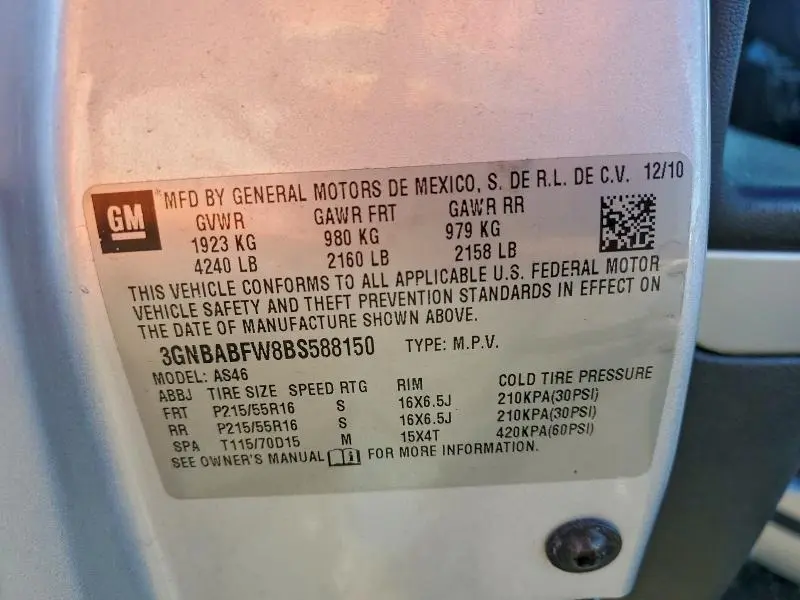 GM
*MFD BY GENERAL MOTORS DE MEXICO, S. DE R.L. DE C.V. 12/10
GVWR GAWR FRT GAWR RR
1923 KG 980 KG 979 KG
4240 LB 2160 LB 2158 LB
THIS VEHICLE CONFORMS TO ALL APPLICABLE U.S. FEDERAL MOTOR
VEHICLE SAFETY AND THEFT PREVENTION STANDARDS IN EFFECT ON
THE DATE OF MANUFACTURE SHOWN ABOVE.
3GNBABFW8BS588150 TYPE: M.P.V.
MODEL: AS46
ABBJ TIRE SIZE SPEED RTG RIM COLD TIRE PRESSURE
FRT P215/55R16 S 16X6.5J 210KPA(30PSI)
RR P215/55R16 S 16X6.5J 210KPA(30PSI)
SPA T115/70D15 M 15X4T 420KPA(60PSI)
SEE OWNER'S MANUAL FOR MORE INFORMATION.